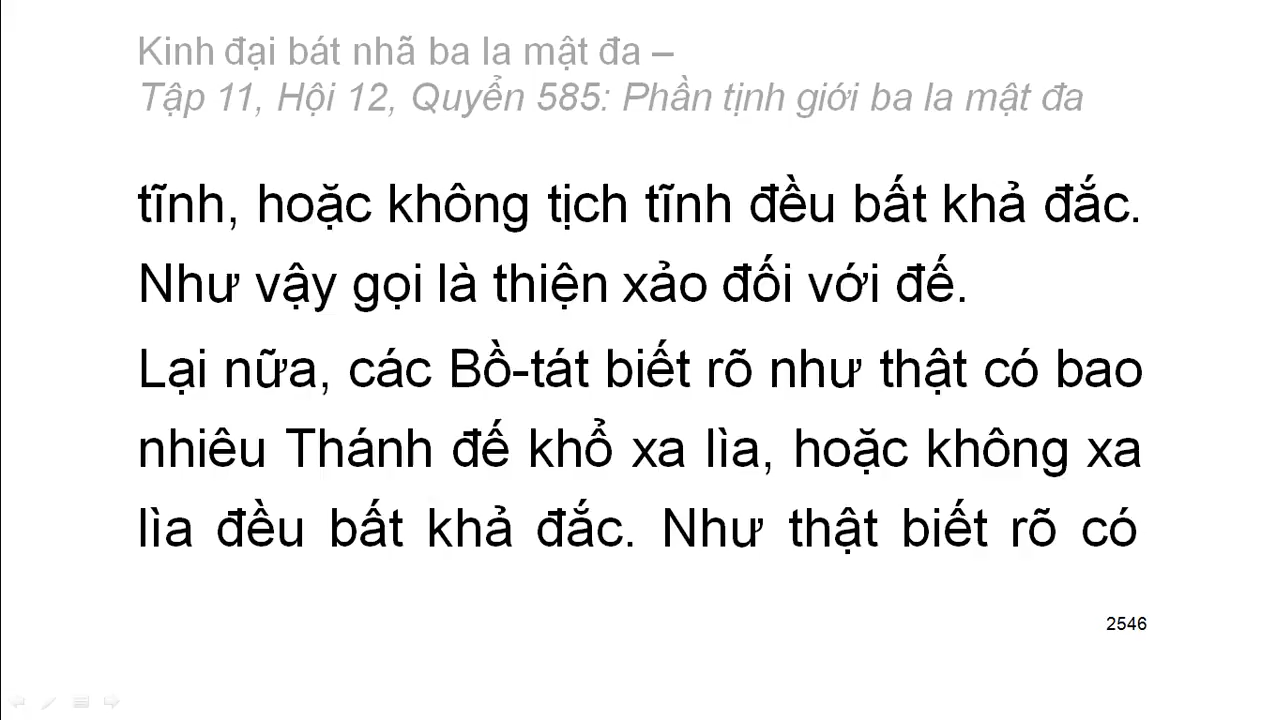 Kinh đại bát nhã ba la mật đa –
Tập 11, Hội 12, Quyển 585: Phần tịnh giới ba la mật đa
tĩnh, hoặc không tịch tĩnh đều bất khả đắc.
Như vậy gọi là thiện xảo đối với đế.
Lại nữa, các Bồ-tát biết rõ như thật có bao
nhiêu Thánh đế khổ xa lìa, hoặc không xa
lìa đều bất khả đắc. Như thật biết rõ có
2546